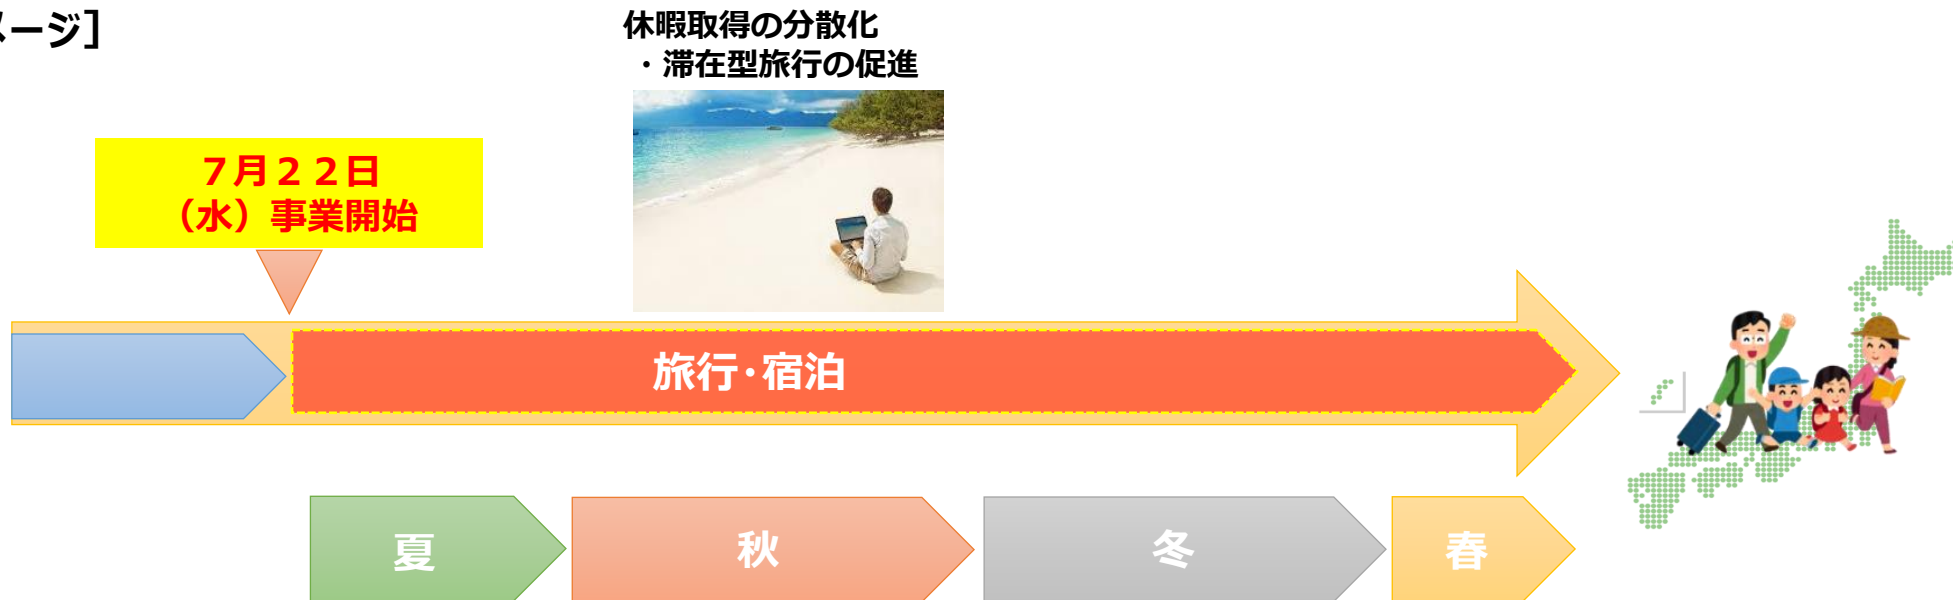 メージ］
休暇取得の分散化
・滞在型旅行の促進
７月２２日
（水）事業開始
旅行･宿泊
夏
秋
冬
春